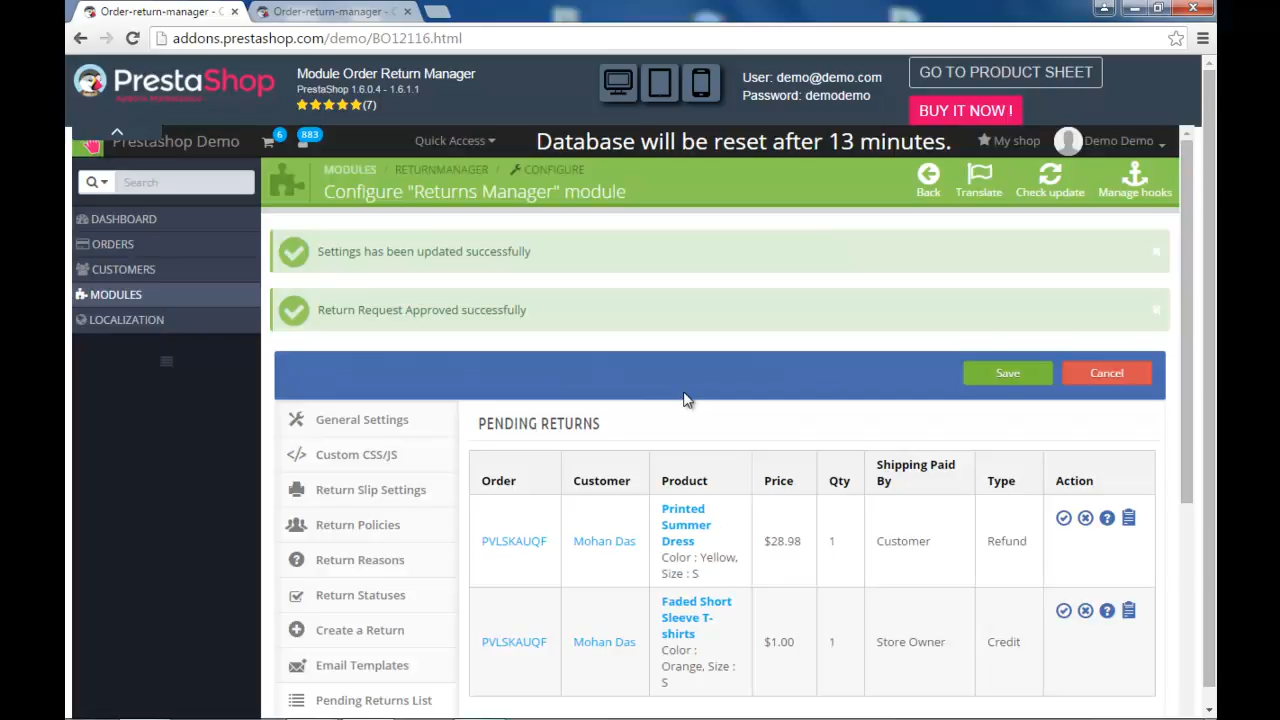 Order-return-manager - C
Order-return-manager - C
addons.prestashop.com/demo/BO12116.html
PrestaShop
Module Order Return Manager
PrestaShop 1.6.0.4 - 1.6.1.1
(7)
User: demo@demo.com
Password: demodemo
GO TO PRODUCT SHEET
BUY IT NOW !
Prestashop Demo
6
883
Quick Access
Database will be reset after 13 minutes.
My shop
Demo Demo
Search
DASHBOARD
ORDERS
CUSTOMERS
MODULES
LOCALIZATION
MODULES / RETURNMANAGER / CONFIGURE
Configure "Returns Manager" module
Back
Translate
Check update
Manage hooks
Settings has been updated successfully
Return Request Approved successfully
Save
Cancel
General Settings
Custom CSS/JS
Return Slip Settings
Return Policies
Return Reasons
Return Statuses
Create a Return
Email Templates
Pending Returns List
PENDING RETURNS
Order
Customer
Product
Price
Qty
Shipping Paid
By
Type
Action
PVLSKAUQF
Mohan Das
Printed
Summer
Dress
Color : Yellow,
Size : S
$28.98
1
Customer
Refund
PVLSKAUQF
Mohan Das
Faded Short
Sleeve T-
shirts
Color :
Orange, Size :
S
$1.00
1
Store Owner
Credit